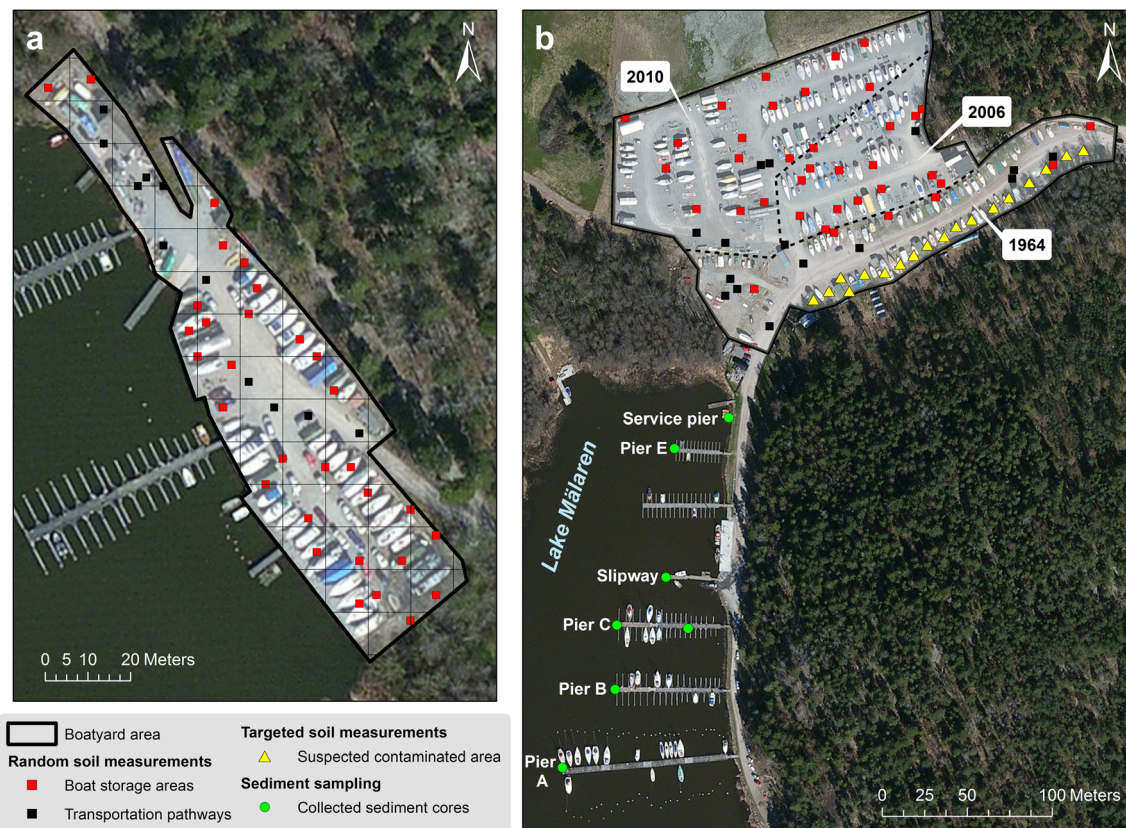 a
N
0 5 10 20 Meters
b
N
2010
2006
1964
Service pier
Pier E
Lake Mälaren
Slipway
Pier C
Pier B
Pier
A
0 25 50 100 Meters
Boatyard area
Random soil measurements
Boat storage areas
Transportation pathways
Targeted soil measurements
Suspected contaminated area
Sediment sampling
Collected sediment cores